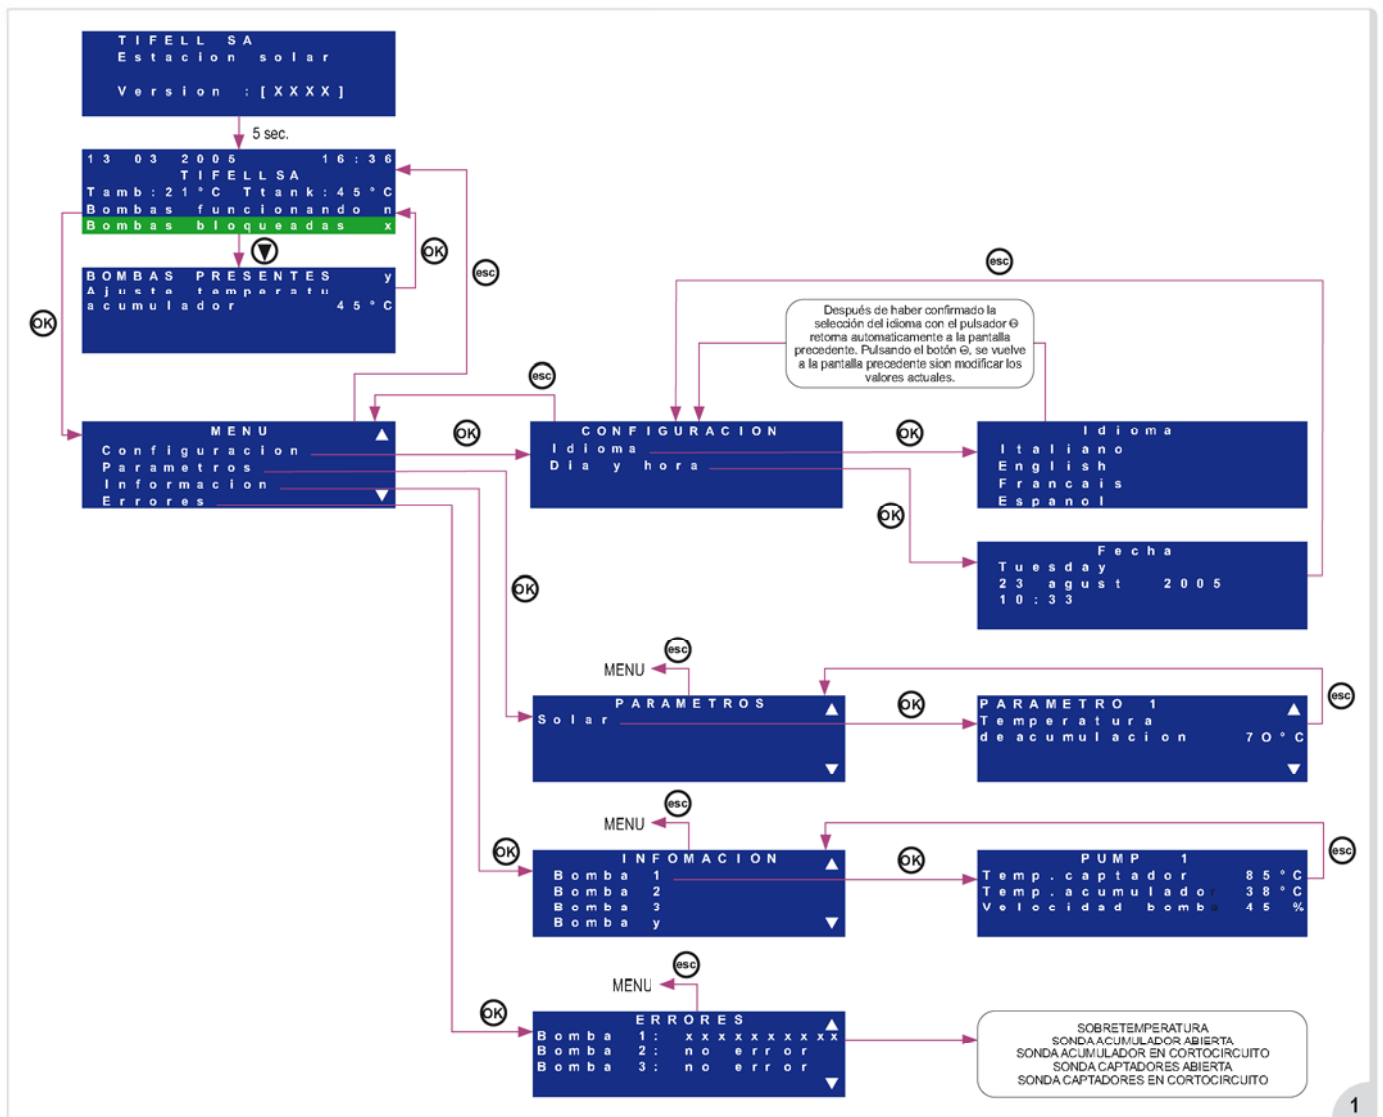 TIFELL SA
Estacion solar
Version :[XXXX]
5 sec.
13 03 2005 16:36
TIFELLSA
Tamb:21°C Ttank:45°C
Bombas funcionando n
Bombas bloqueadas x
OK
esc
BOMBAS PRESENTES y
Ajuste temperatu
acumulador 45°C
OK
esc
Después de haber confirmado la
selección del idioma con el pulsador ⊖
retorna automaticamente a la pantalla
precedente. Pulsando el botón ⊖, se vuelve
a la pantalla precedente sion modificar los
valores actuales.
esc
MENU
Configuracion
Parametros
Informacion
Errores
OK
CONFIGURACION
Idioma
Dia y hora
OK
OK
Idioma
Italiano
English
Francais
Espanol
Fecha
Tuesday
23 agust 2005
10:33
OK
esc
MENU
PARAMETROS
Solar
OK
PARAMETRO 1
Temperatura
deacumulacion 70°C
esc
esc
MENU
OK
INFOMACION
Bomba 1
Bomba 2
Bomba 3
Bomba y
OK
PUMP 1
Temp.captador 85°C
Temp.acumulador 38°C
Velocidad bomba 45 %
esc
esc
MENU
OK
ERRORES
Bomba 1: xxxxxxxxxx
Bomba 2: no error
Bomba 3: no error
SOBRETEMPERATURA
SONDA ACUMULADOR ABIERTA
SONDA ACUMULADOR EN CORTOCIRCUITO
SONDA CAPTADORES ABIERTA
SONDA CAPTADORES EN CORTOCIRCUITO
1